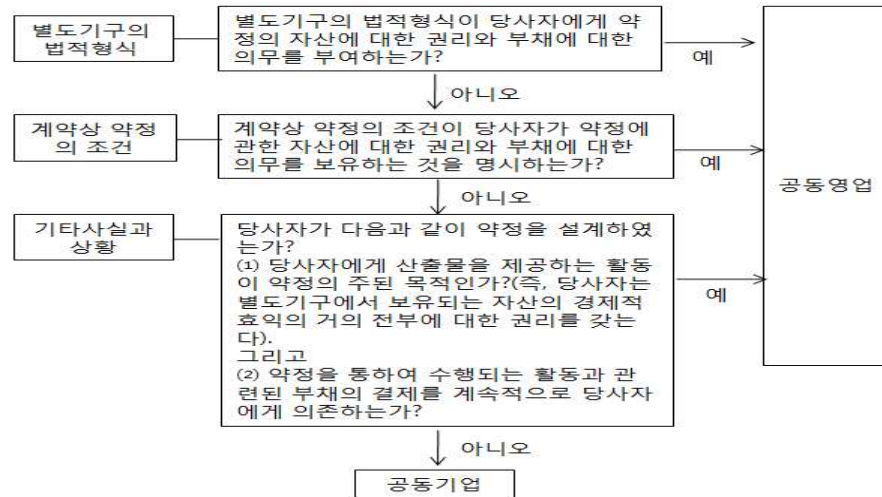 별도기구의
법적형식
별도기구의 법적형식이 당사자에게 약
정의 자산에 대한 권리와 부채에 대한
의무를 부여하는가?
예
아니오
계약상 약정
의 조건
계약상 약정의 조건이 당사자가 약정에
관한 자산에 대한 권리와 부채에 대한
의무를 보유하는 것을 명시하는가?
예
공동영업
아니오
기타사실과
상황
당사자가 다음과 같이 약정을 설계하였
는가?
⑴ 당사자에게 산출물을 제공하는 활동
이 약정의 주된 목적인가?(즉, 당사자는
별도기구에서 보유되는 자산의 경제적
효익의 거의 전부에 대한 권리를 갖는
다).
그리고
⑵ 약정을 통하여 수행되는 활동과 관
련된 부채의 결제를 계속적으로 당사자
에게 의존하는가?
예
아니오
공동기업